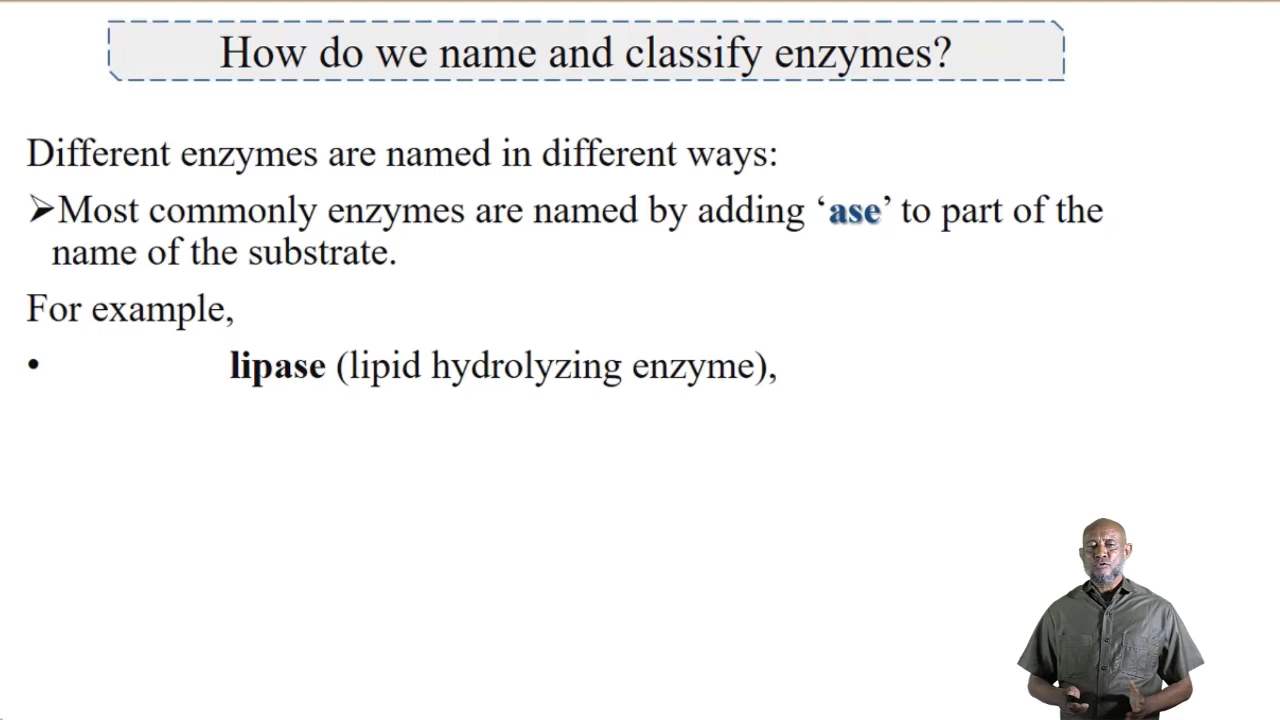 How do we name and classify enzymes?
Different enzymes are named in different ways:
➢Most commonly enzymes are named by adding ‘ase’ to part of the
name of the substrate.
For example,
• lipase (lipid hydrolyzing enzyme),